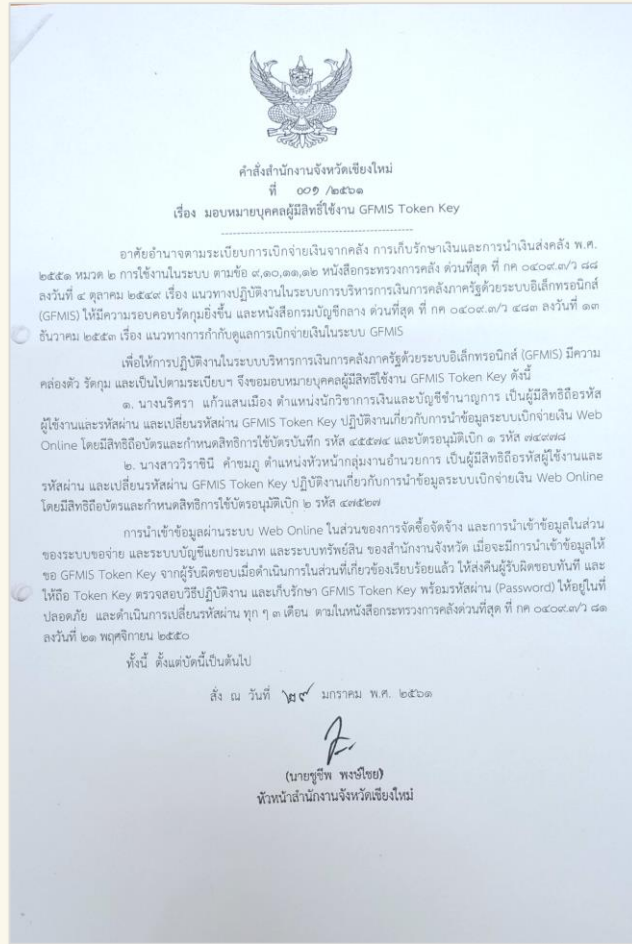 คำสั่งสำนักงานจังหวัดเชียงใหม่
ที่ ๐๐๑ /๒๕๖๑
เรื่อง มอบหมายบุคคลผู้มีสิทธิ์ใช้งาน GFMIS Token Key
อาศัยอำนาจตามระเบียบการเบิกจ่ายเงินจากคลัง การเก็บรักษาเงินและการนำเงินส่งคลัง พ.ศ.
๒๕๕๑ หมวด ๒ การใช้งานในระบบ ตามข้อ ๙,๑๐,๑๑,๑๒ หนังสือกระทรวงการคลัง ด่วนที่สุด ที่ กค ๐๔๐๙.๓/ว ๘๘
ลงวันที่ ๔ ตุลาคม ๒๕๔๙ เรื่อง แนวทางปฏิบัติงานในระบบการบริหารการเงินการคลังภาครัฐด้วยระบบอิเล็กทรอนิกส์
(GFMIS) ให้มีความรอบคอบรัดกุมยิ่งขึ้น และหนังสือกรมบัญชีกลาง ด่วนที่สุด ที่ กค ๐๔๐๙.๓/ว ๔๘๓ ลงวันที่ ๑๓
ธันวาคม ๒๕๕๓ เรื่อง แนวทางการกำกับดูแลการเบิกจ่ายเงินในระบบ GFMIS
เพื่อให้การปฏิบัติงานในระบบบริหารการเงินการคลังภาครัฐด้วยระบบอิเล็กทรอนิกส์ (GFMIS) มีความ
คล่องตัว รัดกุม และเป็นไปตามระเบียบฯ จึงขอมอบหมายบุคคลผู้มีสิทธิใช้งาน GFMIS Token Key ดังนี้
๑. นางนริศรา แก้วแสนเมือง ตำแหน่งนักวิชาการเงินและบัญชีชำนาญการ เป็นผู้มีสิทธิถือรหัส
ผู้ใช้งานและรหัสผ่าน และเปลี่ยนรหัสผ่าน GFMIS Token Key ปฏิบัติงานเกี่ยวกับการนำข้อมูลระบบเบิกจ่ายเงิน Web
Online โดยมีสิทธิถือบัตรและกำหนดสิทธิการใช้บัตรบันทึก รหัส ๔๕๕๗๔ และบัตรอนุมัติเบิก ๑ รหัส ๗๔๙๗๘
๒. นางสาววิราชินี คำชมภู ตำแหน่งหัวหน้ากลุ่มงานอำนวยการ เป็นผู้มีสิทธิถือรหัสผู้ใช้งานและ
รหัสผ่าน และเปลี่ยนรหัสผ่าน GFMIS Token Key ปฏิบัติงานเกี่ยวกับการนำข้อมูลระบบเบิกจ่ายเงิน Web Online
โดยมีสิทธิถือบัตรและกำหนดสิทธิการใช้บัตรอนุมัติเบิก ๒ รหัส ๔๗๕๒๗
การนำเข้าข้อมูลผ่านระบบ Web Online ในส่วนของการจัดซื้อจัดจ้าง และการนำเข้าข้อมูลในส่วน
ของระบบขอจ่าย และระบบบัญชีแยกประเภท และระบบทรัพย์สิน ของสำนักงานจังหวัด เมื่อจะมีการนำเข้าข้อมูลให้
ขอ GFMIS Token Key จากผู้รับผิดชอบเมื่อดำเนินการในส่วนที่เกี่ยวข้องเรียบร้อยแล้ว ให้ส่งคืนผู้รับผิดชอบทันที และ
ให้ถือ Token Key ตรวจสอบวิธีปฏิบัติงาน และเก็บรักษา GFMIS Token Key พร้อมรหัสผ่าน (Password) ให้อยู่ในที่
ปลอดภัย และดำเนินการเปลี่ยนรหัสผ่าน ทุก ๆ ๓ เดือน ตามในหนังสือกระทรวงการคลังด่วนที่สุด ที่ กค ๐๔๐๙.๓/ว ๘๑
ลงวันที่ ๒๑ พฤศจิกายน ๒๕๕๐
ทั้งนี้ ตั้งแต่บัดนี้เป็นต้นไป
สั่ง ณ วันที่ ๒๙ มกราคม พ.ศ. ๒๕๖๑
(นายชูชีพ พงษ์ไชย)
หัวหน้าสำนักงานจังหวัดเชียงใหม่